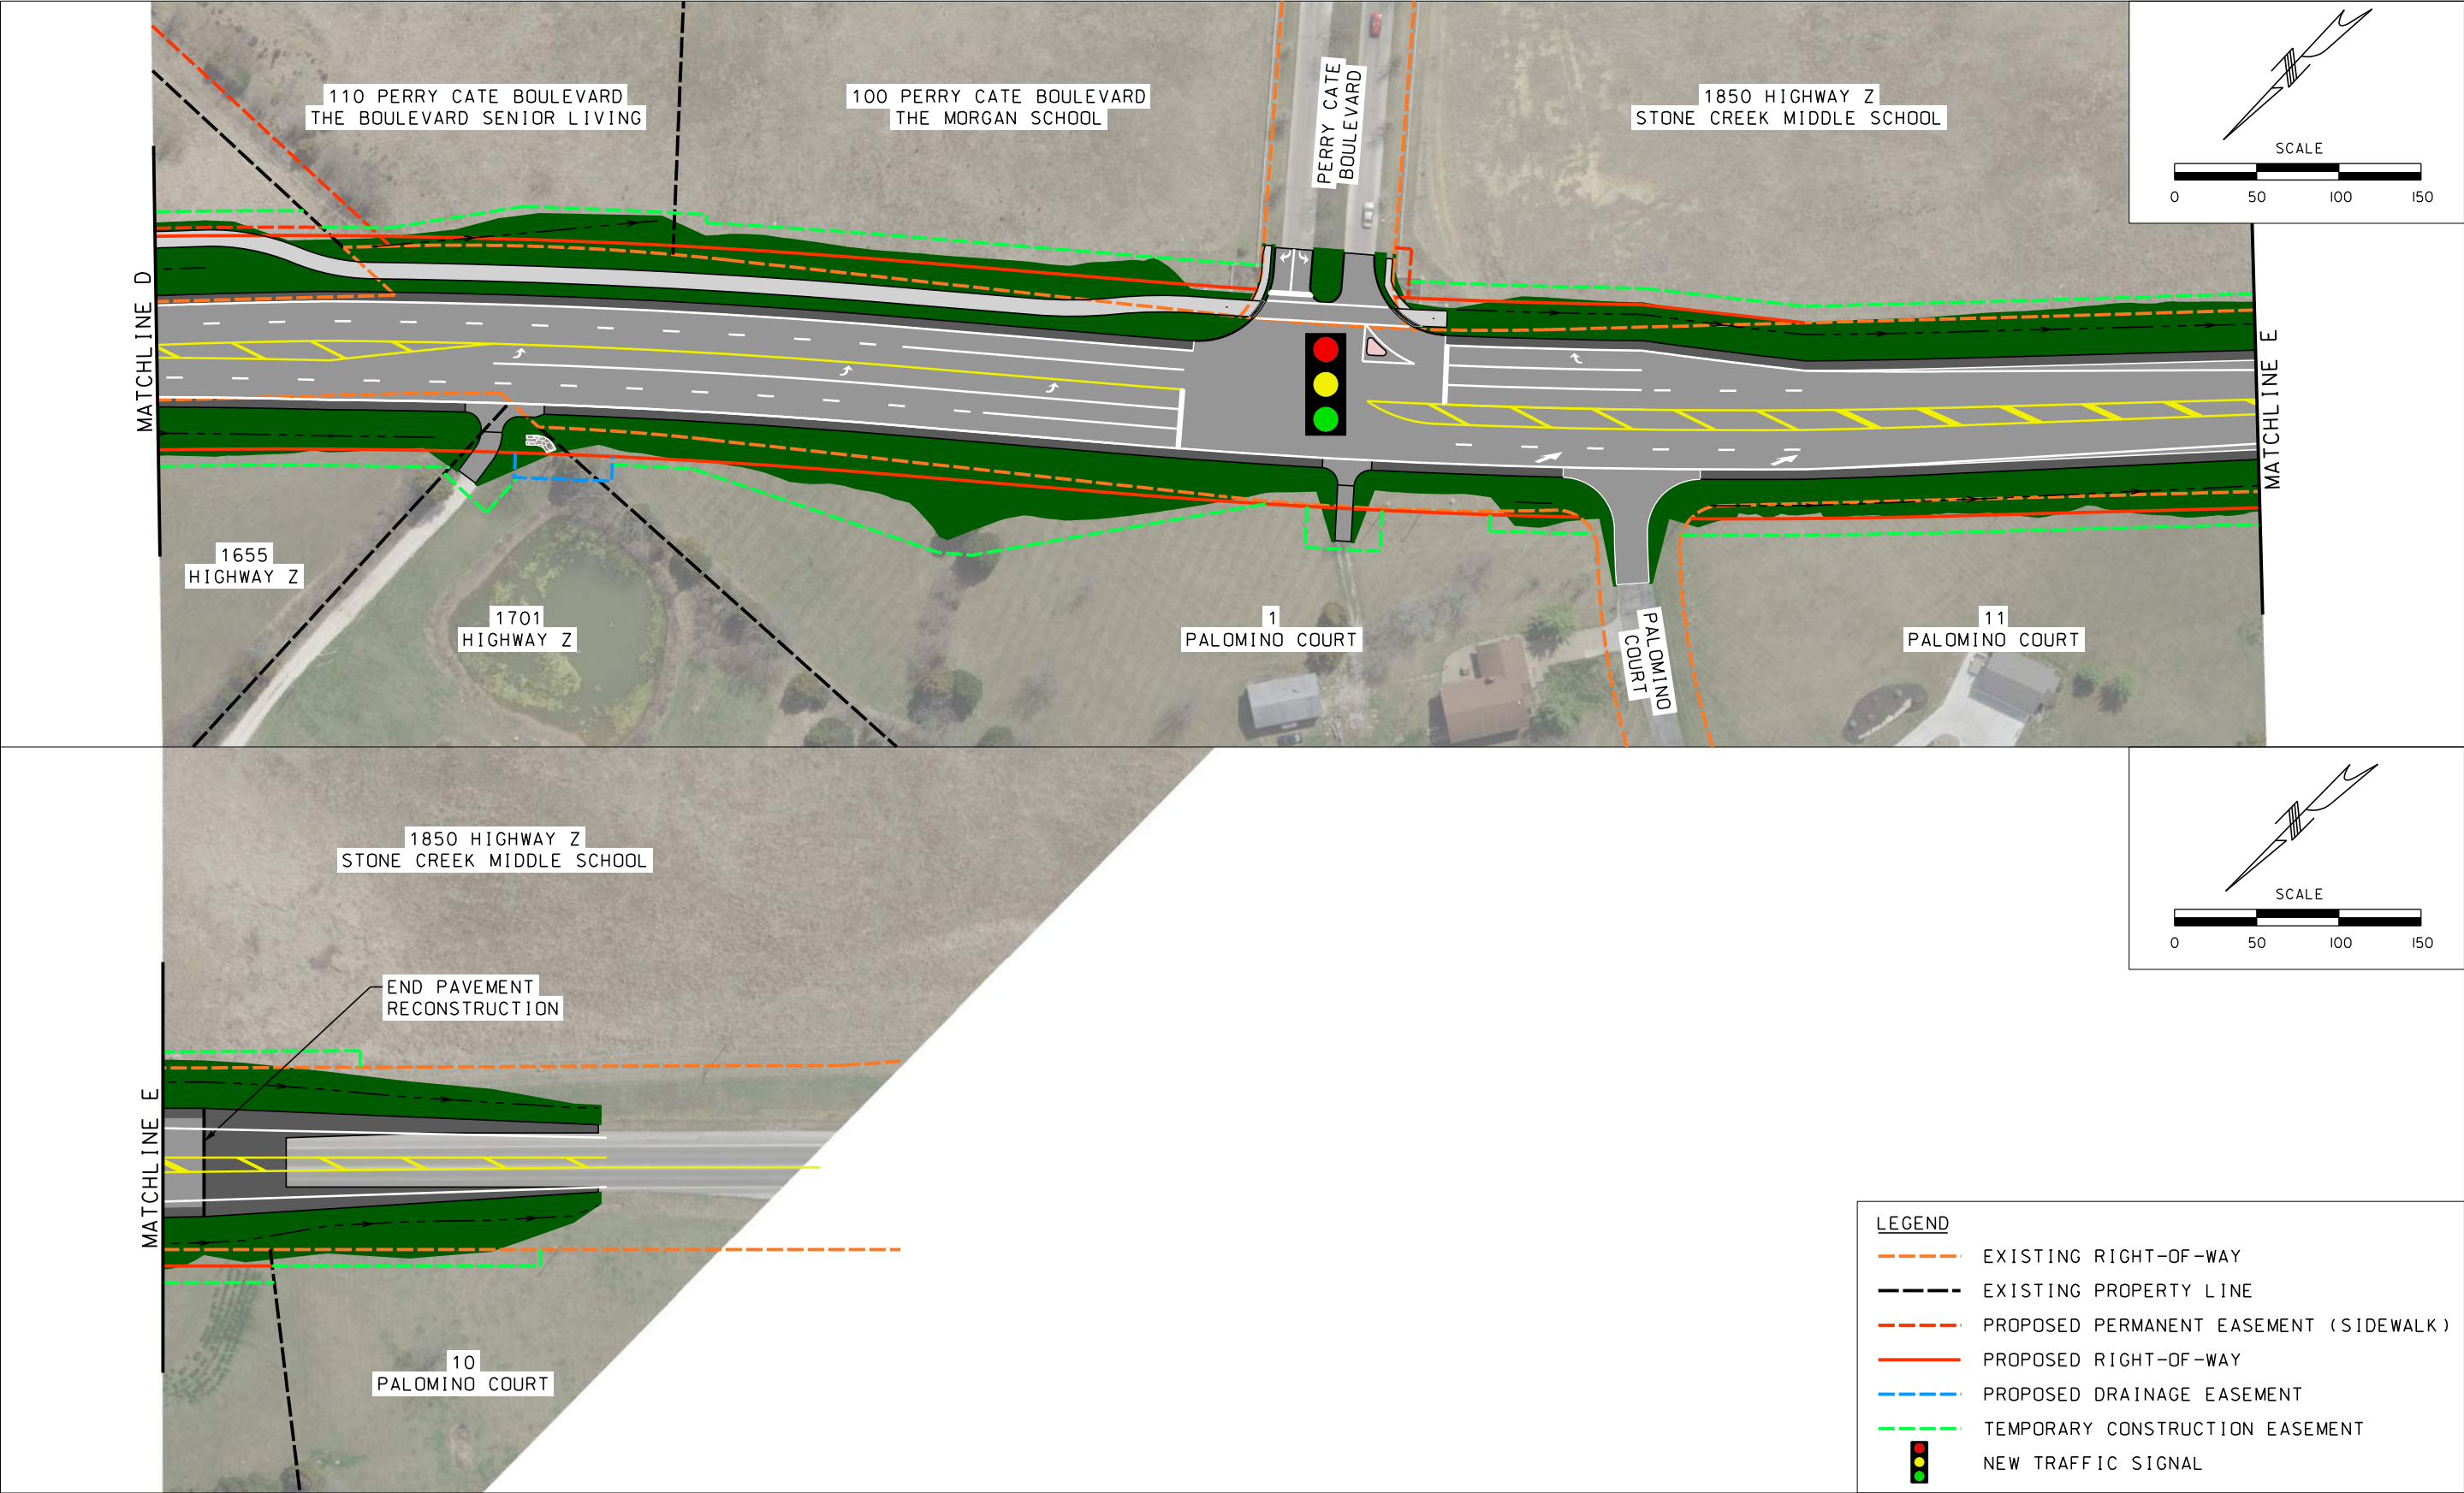 110 PERRY CATE BOULEVARD
THE BOULEVARD SENIOR LIVING
100 PERRY CATE BOULEVARD
THE MORGAN SCHOOL
PERRY CATE
BOULEVARD
1850 HIGHWAY Z
STONE CREEK MIDDLE SCHOOL
SCALE
0 50 100 150
MATCHLINE D
MATCHLINE E
1655
HIGHWAY Z
1701
HIGHWAY Z
1
PALOMINO COURT
PALOMINO
COURT
11
PALOMINO COURT
1850 HIGHWAY Z
STONE CREEK MIDDLE SCHOOL
SCALE
0 50 100 150
END PAVEMENT
RECONSTRUCTION
MATCHLINE E
10
PALOMINO COURT
LEGEND
EXISTING RIGHT-OF-WAY
EXISTING PROPERTY LINE
PROPOSED PERMANENT EASEMENT (SIDEWALK)
PROPOSED RIGHT-OF-WAY
PROPOSED DRAINAGE EASEMENT
TEMPORARY CONSTRUCTION EASEMENT
NEW TRAFFIC SIGNAL